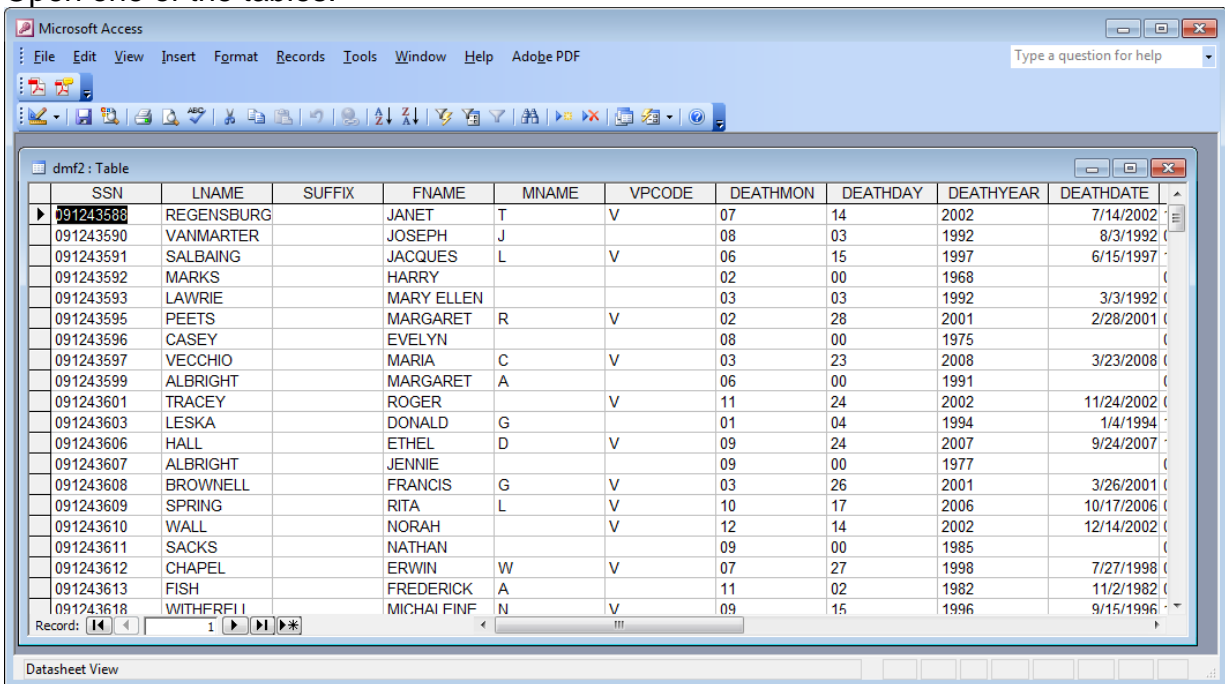 Open one of the tables.
Microsoft Access
File Edit View Insert Format Records Tools Window Help Adobe PDF Type a question for help
dmf2 : Table
SSN LNAME SUFFIX FNAME MNAME VPCODE DEATHMON DEATHDAY DEATHYEAR DEATHDATE
091243588 REGENSBURG JANET T V 07 14 2002 7/14/2002
091243590 VANMARTER JOSEPH J 08 03 1992 8/3/1992
091243591 SALBAING JACQUES L V 06 15 1997 6/15/1997
091243592 MARKS HARRY 02 00 1968
091243593 LAWRIE MARY ELLEN 03 03 1992 3/3/1992
091243595 PEETS MARGARET R V 02 28 2001 2/28/2001
091243596 CASEY EVELYN 08 00 1975
091243597 VECCHIO MARIA C V 03 23 2008 3/23/2008
091243599 ALBRIGHT MARGARET A 06 00 1991
091243601 TRACEY ROGER V 11 24 2002 11/24/2002
091243603 LESKA DONALD G 01 04 1994 1/4/1994
091243606 HALL ETHEL D V 09 24 2007 9/24/2007
091243607 ALBRIGHT JENNIE 09 00 1977
091243608 BROWNELL FRANCIS G V 03 26 2001 3/26/2001
091243609 SPRING RITA L V 10 17 2006 10/17/2006
091243610 WALL NORAH V 12 14 2002 12/14/2002
091243611 SACKS NATHAN 09 00 1985
091243612 CHAPEL ERWIN W V 07 27 1998 7/27/1998
091243613 FISH FREDERICK A 11 02 1982 11/2/1982
091243618 WITHERELL MICHALEINE N V 09 15 1996 9/15/1996
Record: 1
Datasheet View